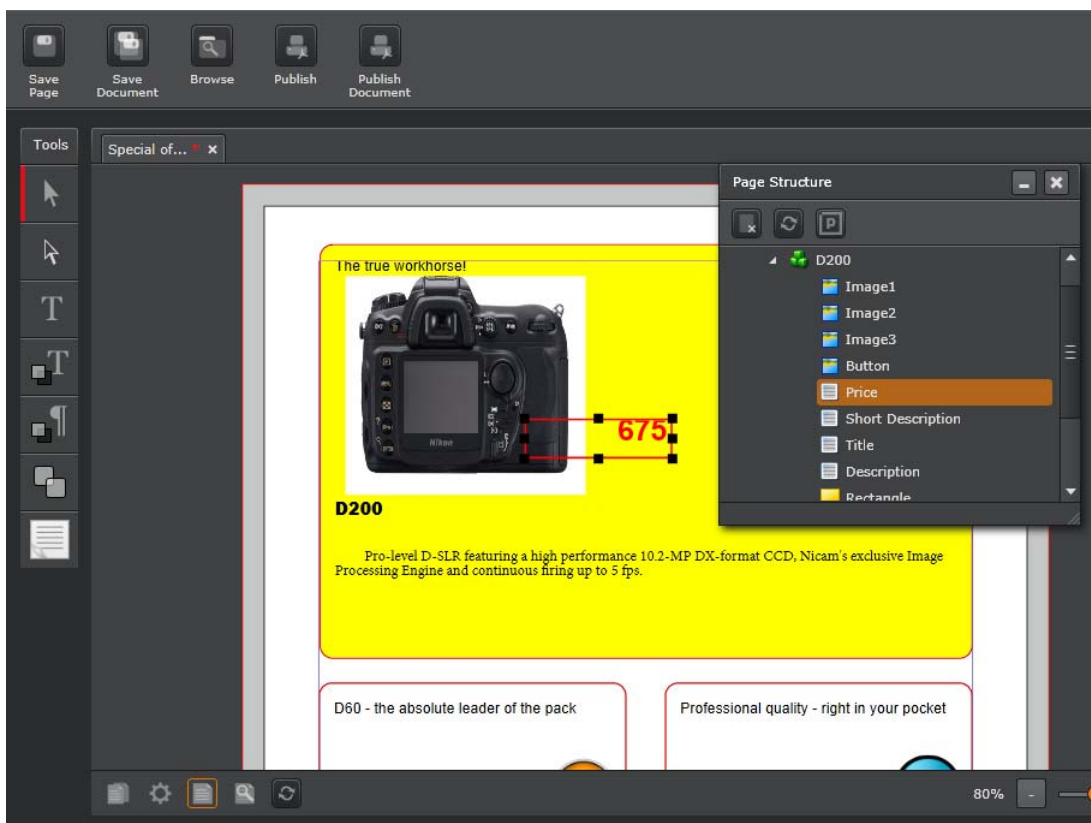 Save
Page
Save
Document
Browse
Publish
Publish
Document
Tools
Special of... * ×
Page Structure
P
D200
Image1
Image2
Image3
Button
Price
Short Description
Title
Description
Rectangle
T
T
¶
The true workhorse!
Nikon
675
D200
Pro-level D-SLR featuring a high performance 10.2-MP DX-format CCD, Nicam's exclusive Image
Processing Engine and continuous firing up to 5 fps.
D60 - the absolute leader of the pack
Professional quality - right in your pocket
80%
-